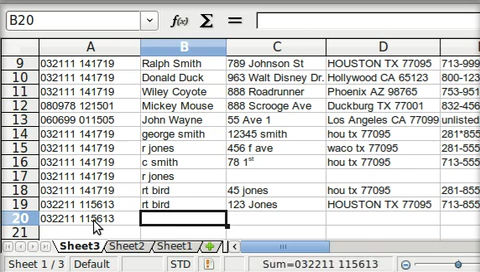 B20 f(x) Σ =
A B C D
9 032111 141719 Ralph Smith 789 Johnson St HOUSTON TX 77095 713-999
10 032111 141719 Donald Duck 963 Walt Disney Dr. Hollywood CA 65123 800-123
11 032111 141719 Wiley Coyote 888 Roadrunner Phoenix AZ 98765 753-951
12 080978 121501 Mickey Mouse 888 Scrooge Ave Duckburg TX 77001 832-456
13 060699 011505 John Wayne 55 Ave 1 Los Angeles CA 77099 unlisted
14 032111 141719 george smith 12345 smith hou tx 77095 281*855
15 032111 141719 r jones 456 f ave waco tx 77095 281-555
16 032111 141719 c smith 78 1st hou tx 77095 713-555
17 032111 141719 r jones
18 032111 141719 rt bird 45 jones hou tx 77095 281-855
19 032211 115613 rt bird 123 Jones HOUSTON TX 77095 713-855
20 032211 115613
21
Sheet3 Sheet2 Sheet1
Sheet 1 / 3 Default STD Sum=032211 115613